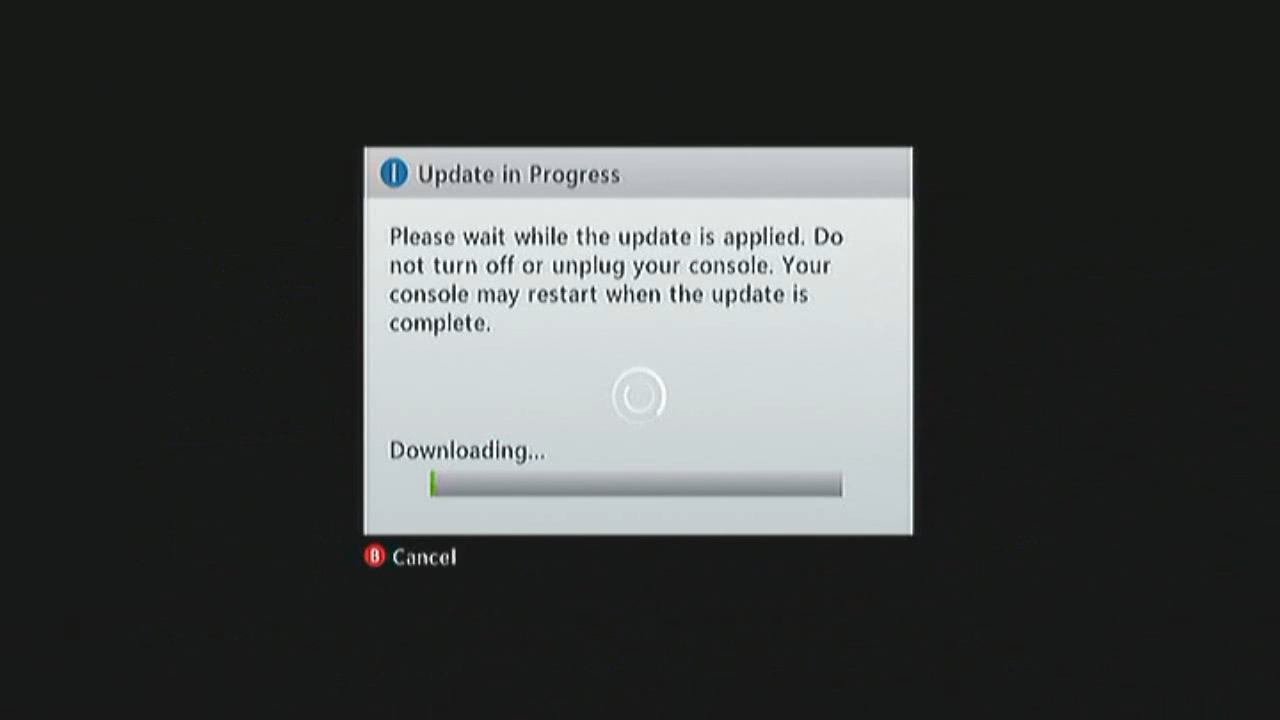 Update in Progress
Please wait while the update is applied. Do
not turn off or unplug your console. Your
console may restart when the update is
complete.
Downloading...
B Cancel